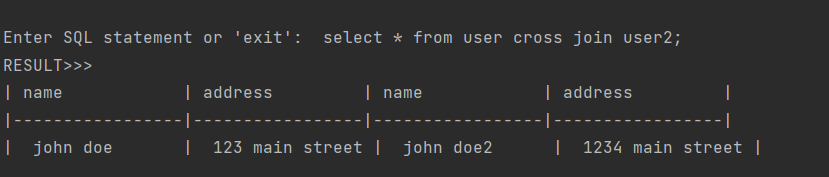 Enter SQL statement or 'exit':  select * from user cross join user2;
RESULT>>>
| name            | address         | name            | address         |
|-----------------|-----------------|-----------------|-----------------|
|  john doe       |  123 main street |  john doe2      |  1234 main street |